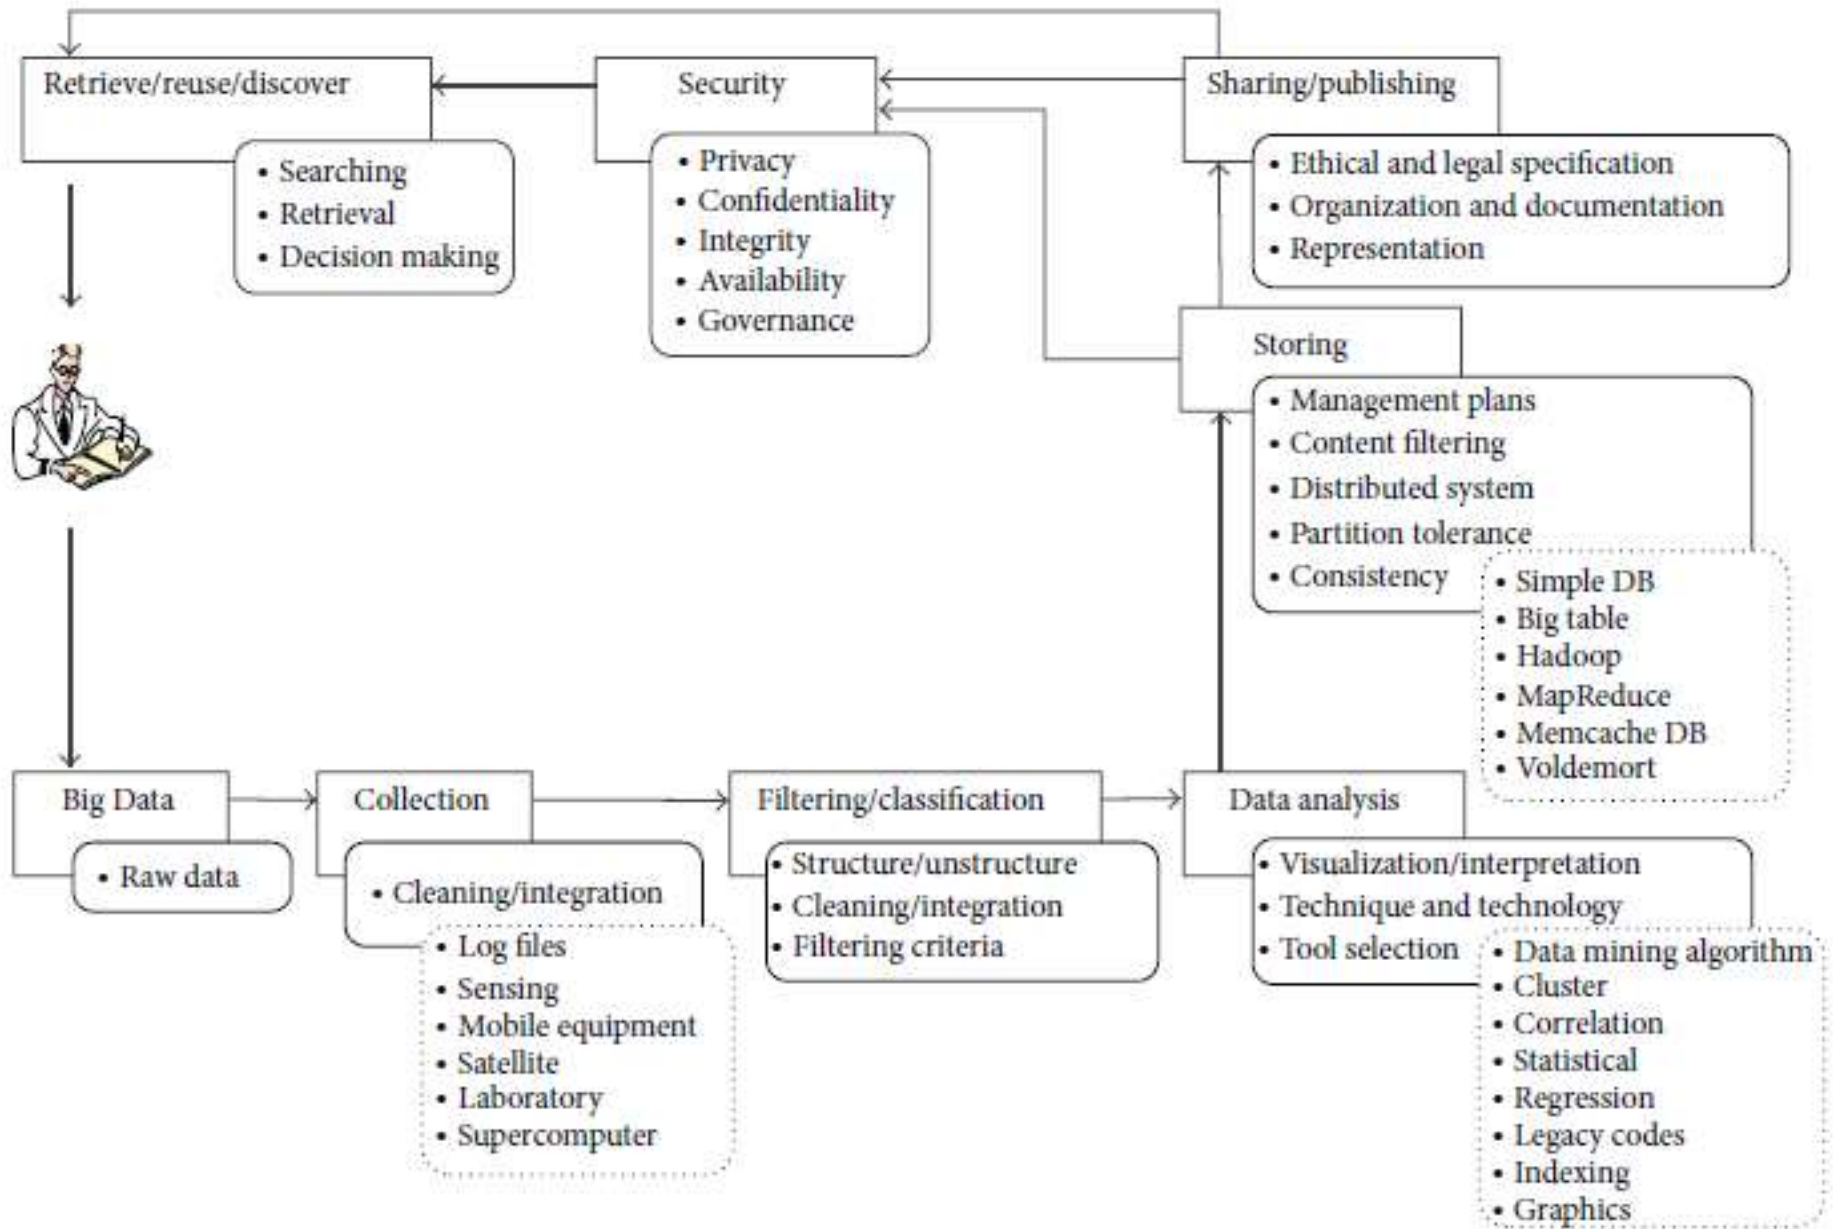 Retrieve/reuse/discover
• Searching
• Retrieval
• Decision making
Security
• Privacy
• Confidentiality
• Integrity
• Availability
• Governance
Sharing/publishing
• Ethical and legal specification
• Organization and documentation
• Representation
Storing
• Management plans
• Content filtering
• Distributed system
• Partition tolerance
• Consistency
• Simple DB
• Big table
• Hadoop
• MapReduce
• Memcache DB
• Voldemort
Big Data
• Raw data
Collection
• Cleaning/integration
• Log files
• Sensing
• Mobile equipment
• Satellite
• Laboratory
• Supercomputer
Filtering/classification
• Structure/unstructure
• Cleaning/integration
• Filtering criteria
Data analysis
• Visualization/interpretation
• Technique and technology
• Tool selection
• Data mining algorithm
• Cluster
• Correlation
• Statistical
• Regression
• Legacy codes
• Indexing
• Graphics